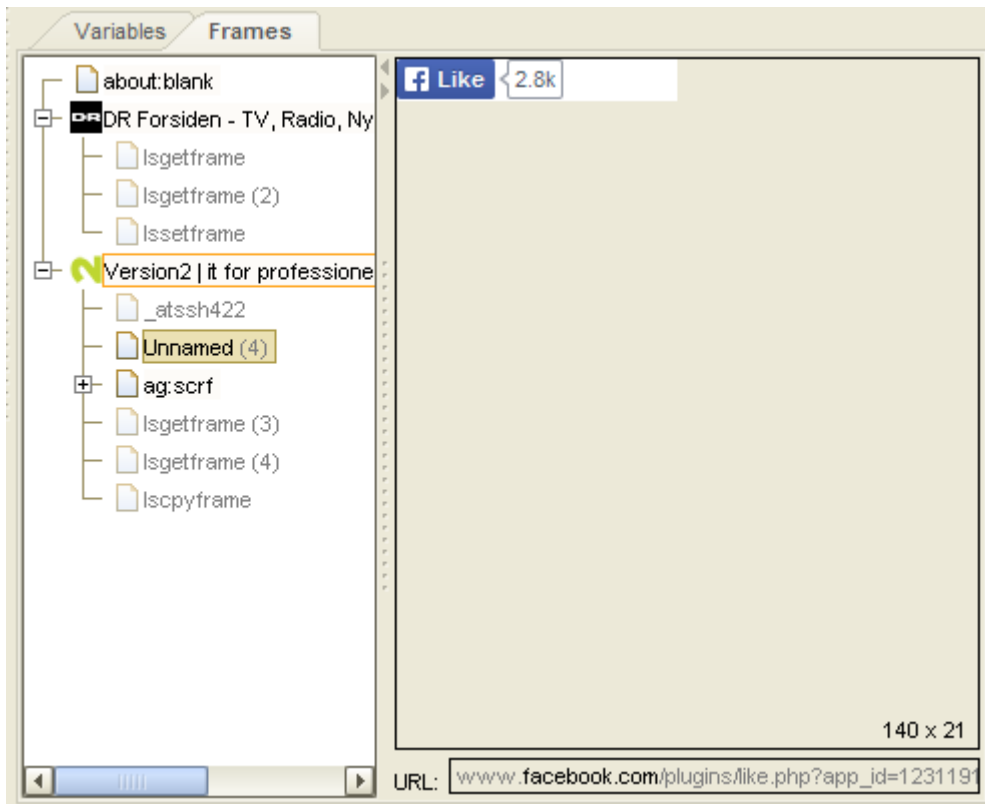 Variables Frames
about:blank
DR DR Forsiden - TV, Radio, Ny
lsgetframe
lsgetframe (2)
lssetframe
Version2 | it for professione
_atssh422
Unnamed (4)
ag:scrf
lsgetframe (3)
lsgetframe (4)
lscpyframe
f Like 2.8k
140 x 21
URL: www.facebook.com/plugins/like.php?app_id=1231191